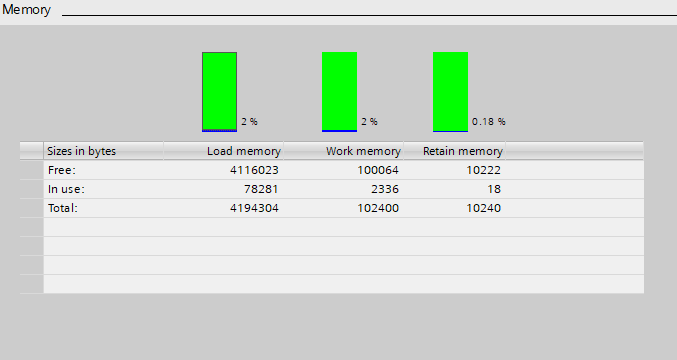 Memory
2 % 2 % 0.18 %
Sizes in bytes Load memory Work memory Retain memory
Free: 4116023 100064 10222
In use: 78281 2336 18
Total: 4194304 102400 10240